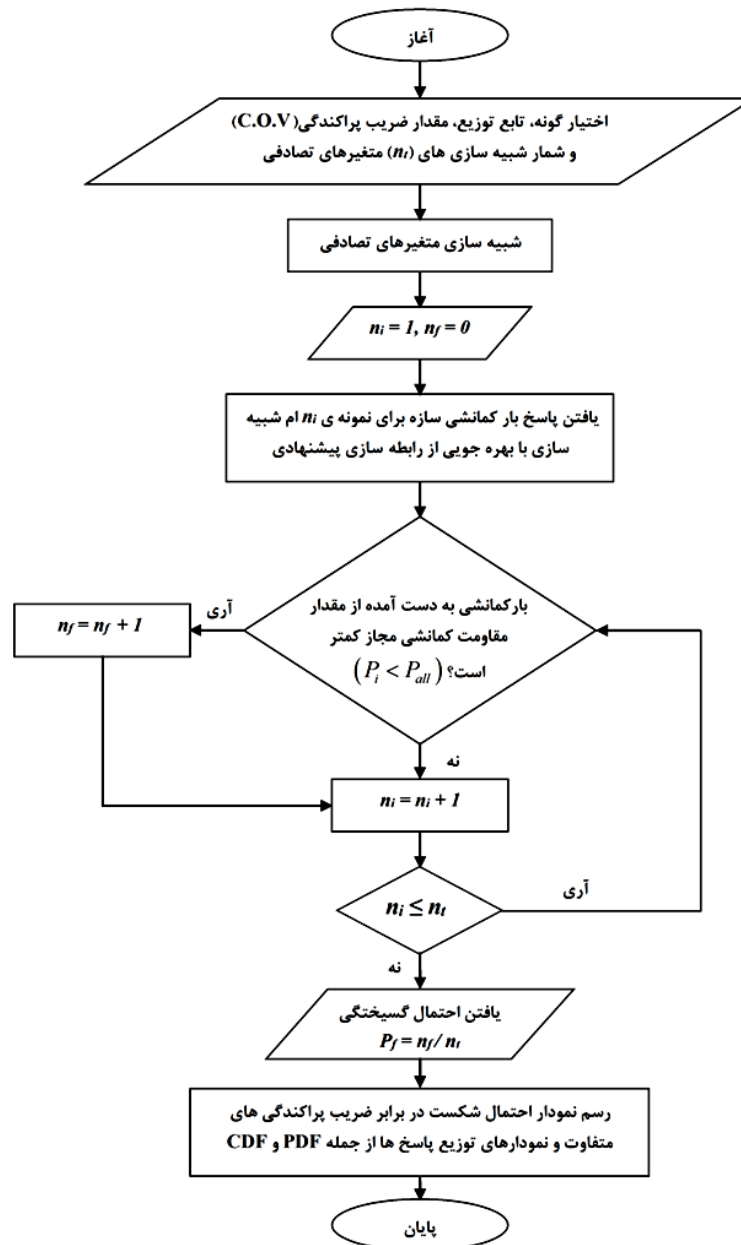 آغاز
اختیار گونه، تابع توزیع، مقدار ضریب پراکندگی(C.O.V)
و شمار شبیه سازی های (nt) متغیرهای تصادفی
شبیه سازی متغیرهای تصادفی
ni = 1, nf = 0
یافتن پاسخ بار کمانشی سازه برای نمونه ی ni ام شبیه
سازی با بهره جویی از رابطه سازی پیشنهادی
بارکمانشی به دست آمده از مقدار
مقاومت کمانشی مجاز کمتر
است؟ (Pi < Pall)
آری
nf = nf + 1
نه
ni = ni + 1
ni ≤ nt
آری
نه
یافتن احتمال گسیختگی
Pf = nf / nt
رسم نمودار احتمال شکست در برابر ضریب پراکندگی های
متفاوت و نمودارهای توزیع پاسخ ها از جمله PDF و CDF
پایان